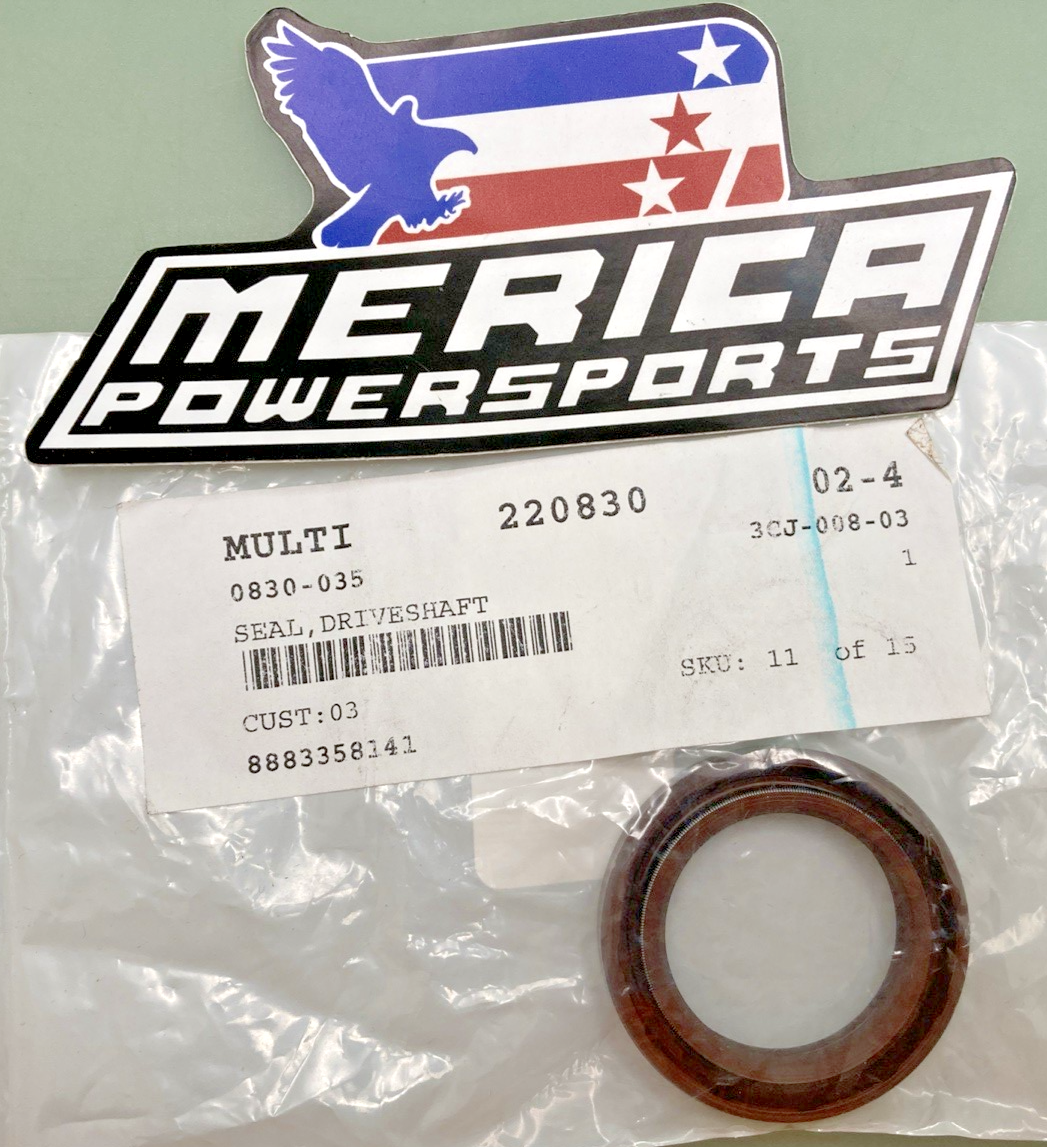 MERICA
POWERSPORTS
MULTI 220830 02-4
0830-035 3CJ-008-03
SEAL,DRIVESHAFT 1
SKU: 11 of 15
CUST:03
8883358141